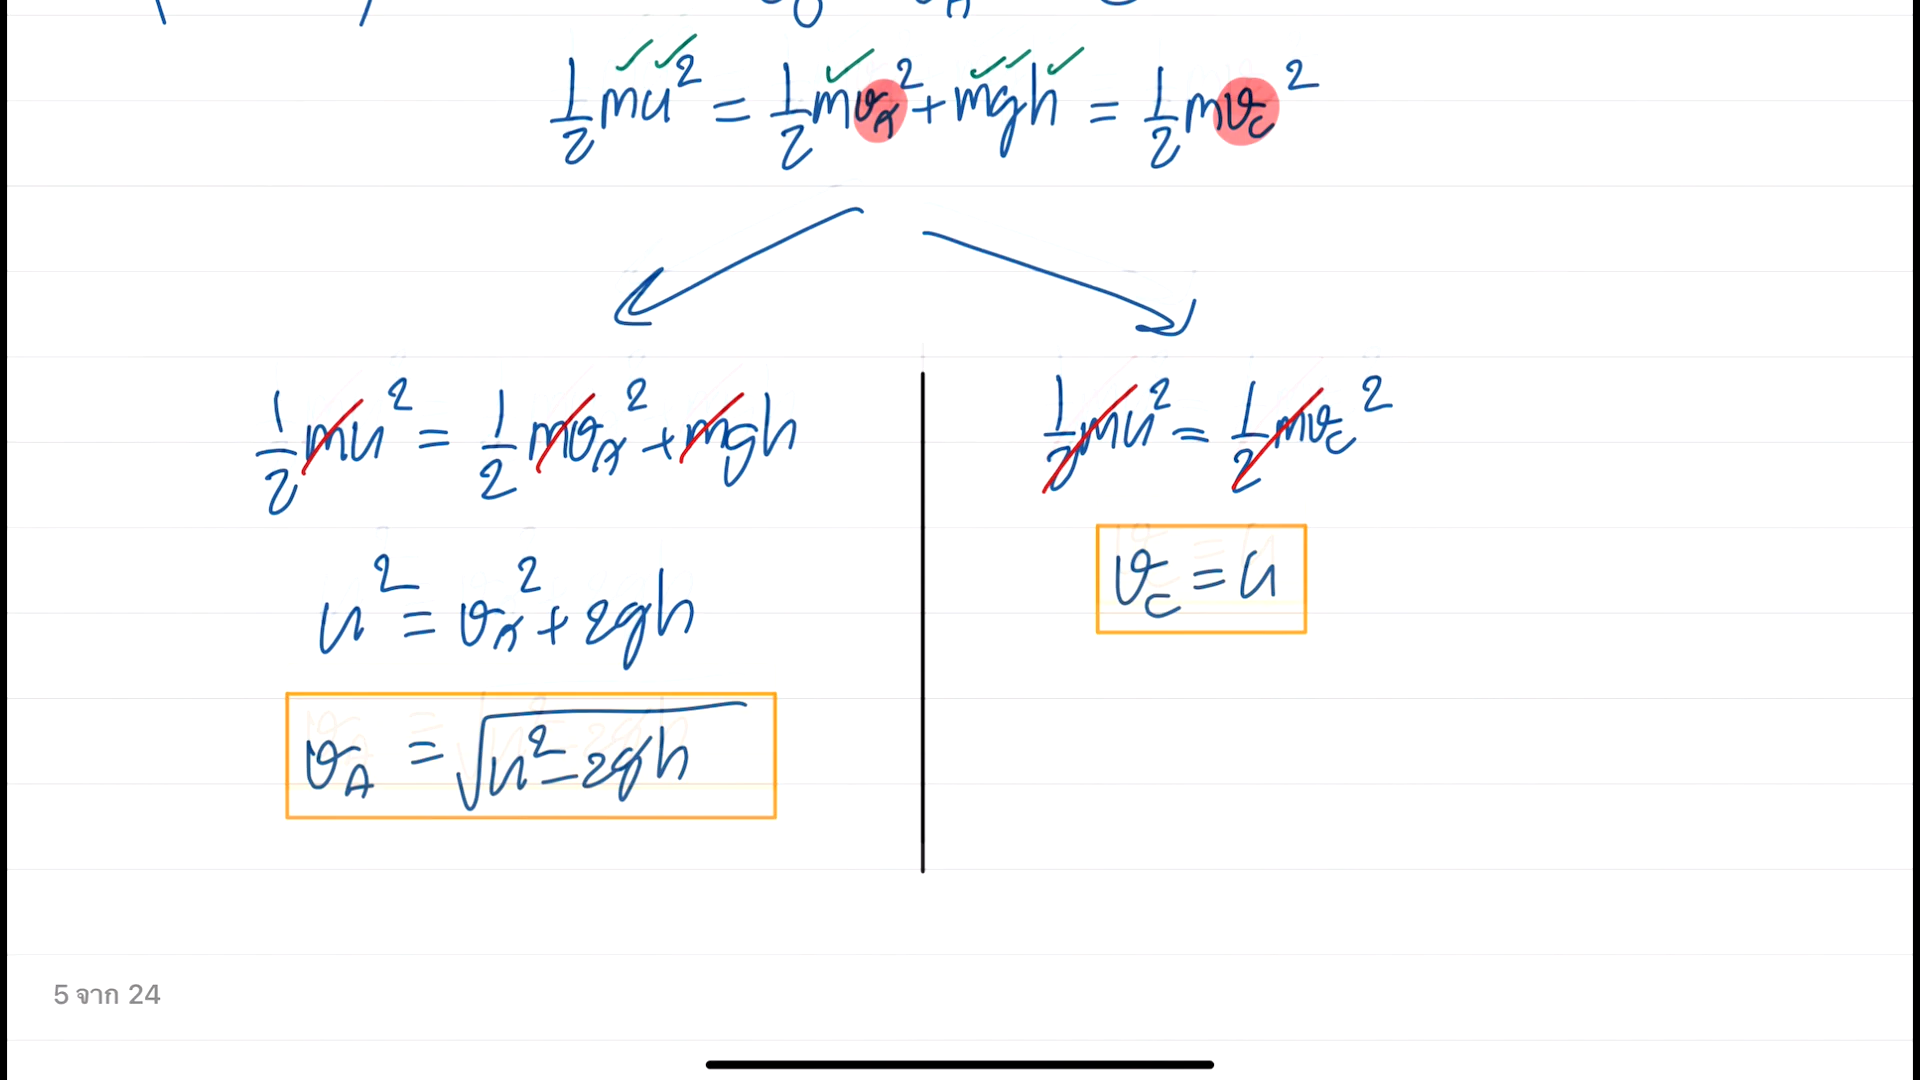 ½mu² = ½mv_A² + mgh = ½mv_C²
½mu² = ½mv_A² + mgh
u² = v_A² + 2gh
v_A = √(u² – 2gh)
½mu² = ½mv_C²
v_C = u
5 จาก 24